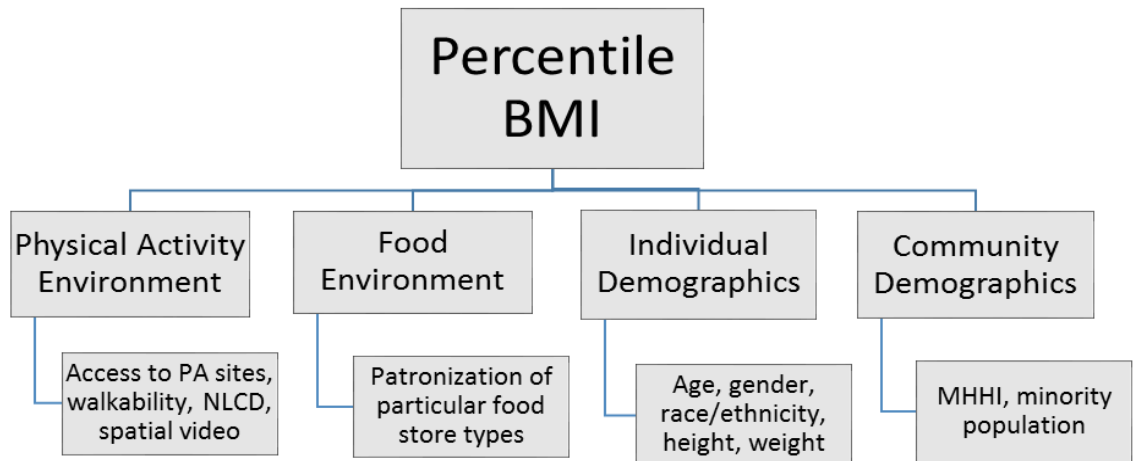 Percentile
BMI
Physical Activity
Environment
Food
Environment
Individual
Demographics
Community
Demographics
Access to PA sites,
walkability, NLCD,
spatial video
Patronization of
particular food
store types
Age, gender,
race/ethnicity,
height, weight
MHHI, minority
population